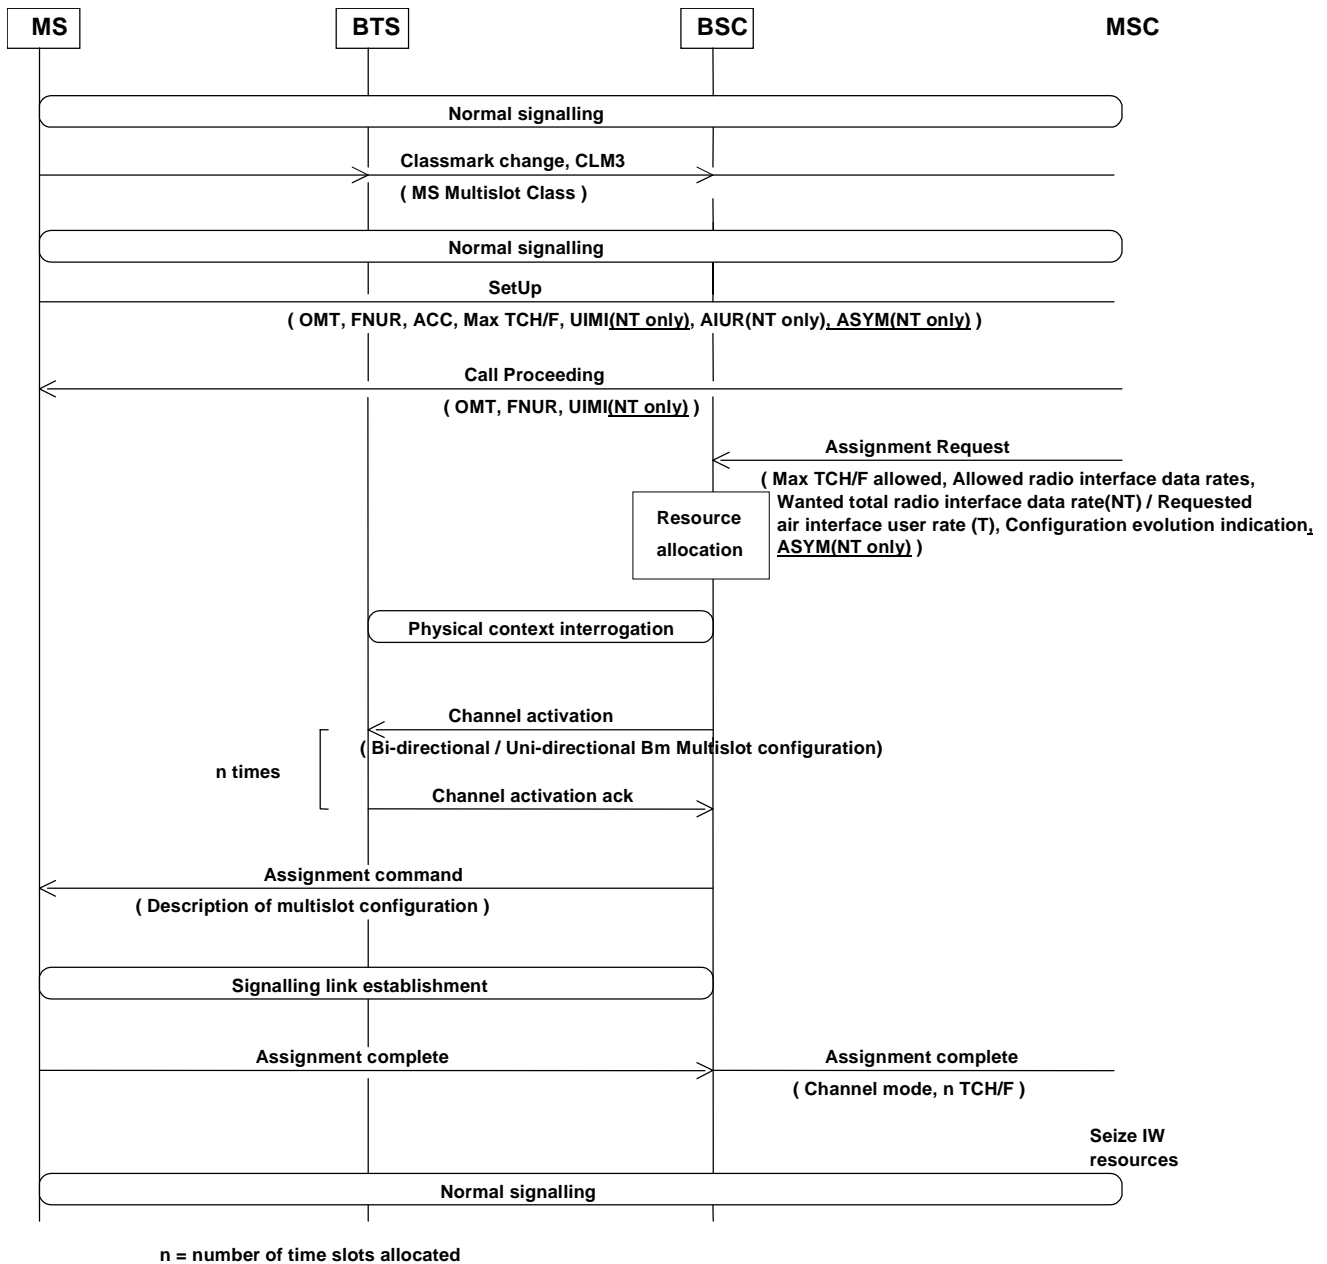 MS BTS BSC MSC
Normal signalling
Classmark change, CLM3
( MS Multislot Class )
Normal signalling
SetUp
( OMT, FNUR, ACC, Max TCH/F, UIMI(NT only), AIUR(NT only), ASYM(NT only) )
Call Proceeding
( OMT, FNUR, UIMI(NT only) )
Assignment Request
( Max TCH/F allowed, Allowed radio interface data rates,
Wanted total radio interface data rate(NT) / Requested
air interface user rate (T), Configuration evolution indication,
ASYM(NT only) )
Resource
allocation
Physical context interrogation
Channel activation
( Bi-directional / Uni-directional Bm Multislot configuration)
n times
Channel activation ack
Assignment command
( Description of multislot configuration )
Signalling link establishment
Assignment complete
Assignment complete
( Channel mode, n TCH/F )
Seize IW
resources
Normal signalling
n = number of time slots allocated